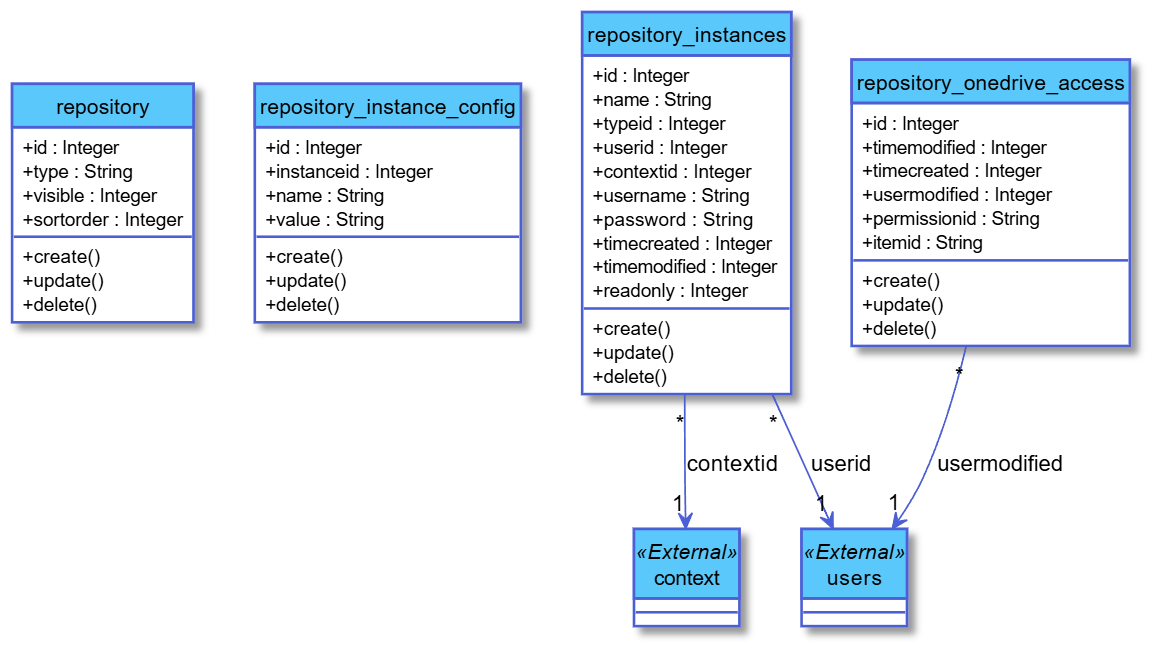 repository
+id : Integer
+type : String
+visible : Integer
+sortorder : Integer
+create()
+update()
+delete()
repository_instance_config
+id : Integer
+instanceid : Integer
+name : String
+value : String
+create()
+update()
+delete()
repository_instances
+id : Integer
+name : String
+typeid : Integer
+userid : Integer
+contextid : Integer
+username : String
+password : String
+timecreated : Integer
+timemodified : Integer
+readonly : Integer
+create()
+update()
+delete()
repository_onedrive_access
+id : Integer
+timemodified : Integer
+timecreated : Integer
+usermodified : Integer
+permissionid : String
+itemid : String
+create()
+update()
+delete()
*
contextid
1
*
userid
1
*
usermodified
1
«External»
context
«External»
users